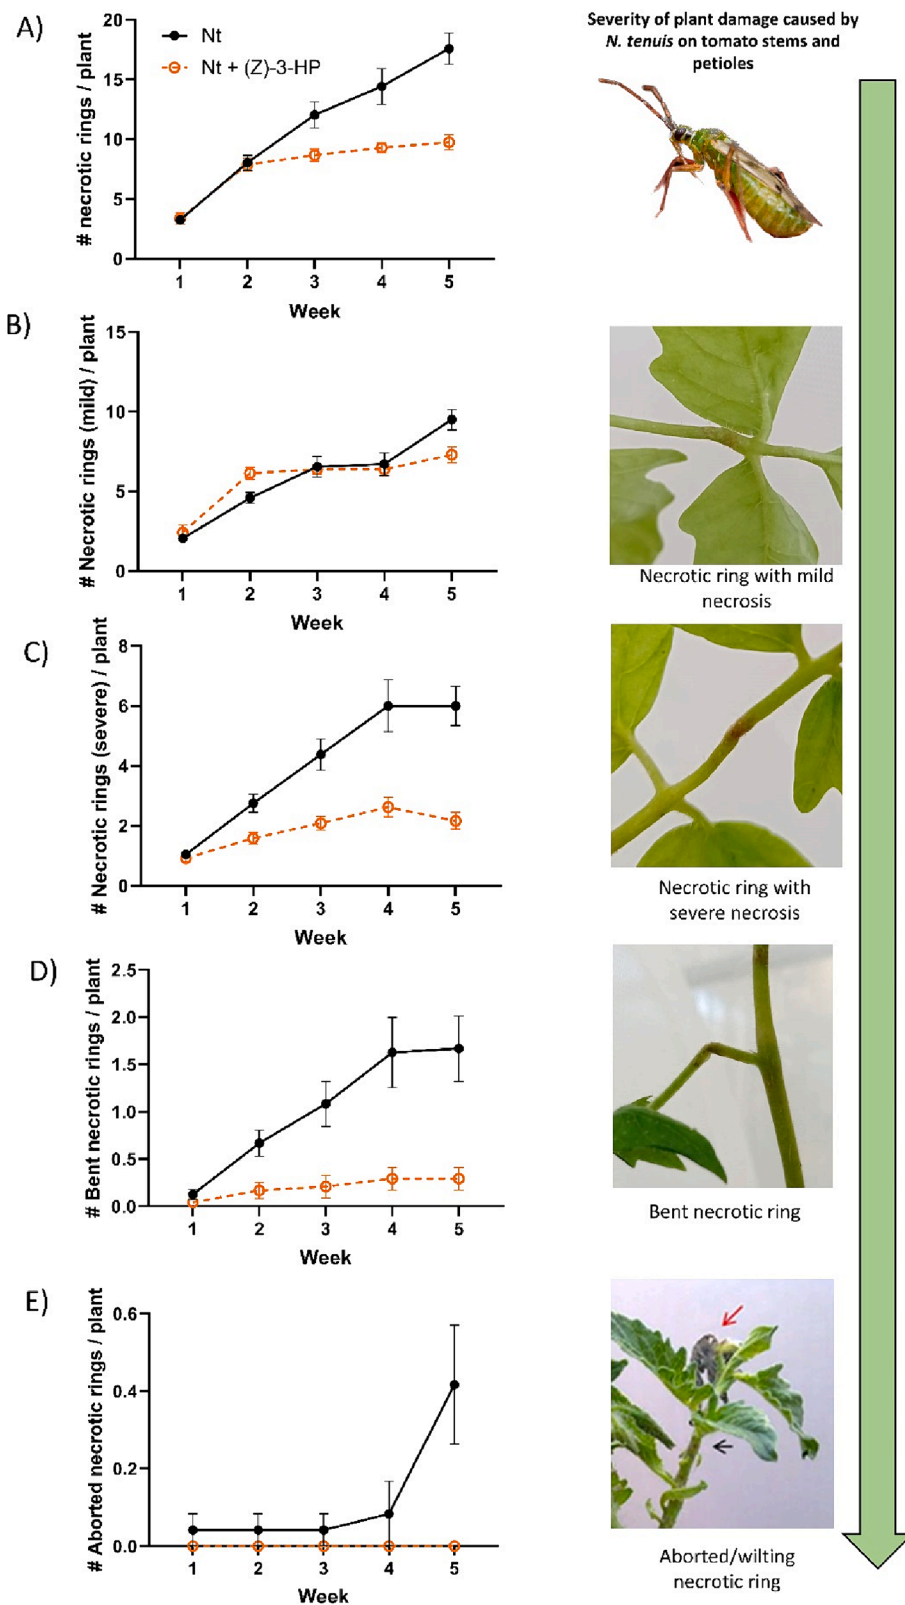 A)
# necrotic rings / plant
20
15
10
5
0
Nt
Nt + (Z)-3-HP
1 2 3 4 5
Week
Severity of plant damage caused by
N. tenuis on tomato stems and
petioles
B)
# Necrotic rings (mild) / plant
15
10
5
0
1 2 3 4 5
Week
Necrotic ring with mild
necrosis
C)
# Necrotic rings (severe) / plant
8
6
4
2
0
1 2 3 4 5
Week
Necrotic ring with
severe necrosis
D)
# Bent necrotic rings / plant
2.5
2.0
1.5
1.0
0.5
0.0
1 2 3 4 5
Week
Bent necrotic ring
E)
# Aborted necrotic rings / plant
0.6
0.4
0.2
0.0
1 2 3 4 5
Week
Aborted/wilting
necrotic ring